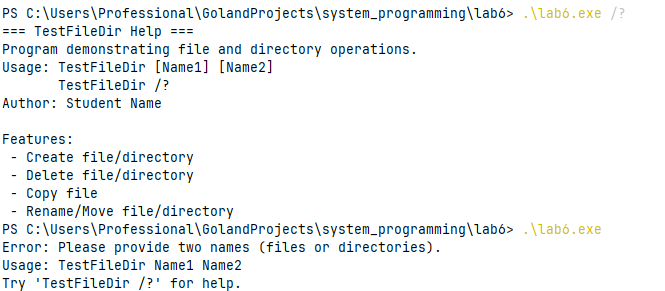 PS C:\Users\Professional\GolandProjects\system_programming\lab6> .\lab6.exe /?
=== TestFileDir Help ===
Program demonstrating file and directory operations.
Usage: TestFileDir [Name1] [Name2]
       TestFileDir /?
Author: Student Name

Features:
 - Create file/directory
 - Delete file/directory
 - Copy file
 - Rename/Move file/directory
PS C:\Users\Professional\GolandProjects\system_programming\lab6> .\lab6.exe
Error: Please provide two names (files or directories).
Usage: TestFileDir Name1 Name2
Try 'TestFileDir /?' for help.